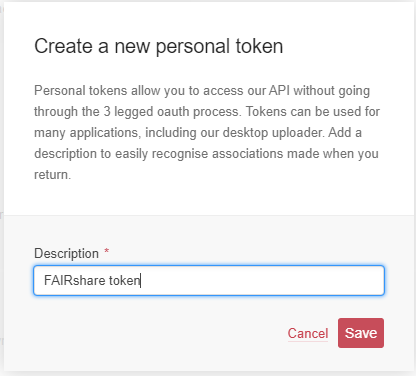 Create a new personal token
Personal tokens allow you to access our API without going
through the 3 legged oauth process. Tokens can be used for
many applications, including our desktop uploader. Add a
description to easily recognise associations made when you
return.
Description *
FAIRshare token
Cancel Save